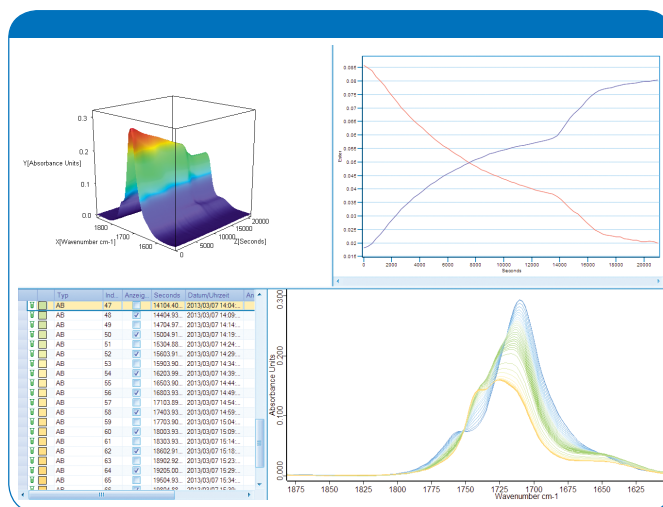 0.3
0.2
Y[Absorbance Units]
0.1
0.0
1800
1700
1600
X[Wavenumber cm-1]
20000
15000
10000
5000
0
Z[Seconds]
0.085
0.08
0.075
0.07
0.065
0.06
0.055
0.05
0.045
0.04
0.035
0.03
0.025
0.02
0.015
Ester
0 2000 4000 6000 8000 10000 12000 14000 16000 18000 20000
Seconds
Typ Ind.. Anzeig.. Seconds Datum/Uhrzeit An
AB 47 14104.40.. 2013/03/07 14:04:..
AB 48 14404.93.. 2013/03/07 14:09:..
AB 49 14704.97.. 2013/03/07 14:14:..
AB 50 15004.91.. 2013/03/07 14:19:..
AB 51 15304.88.. 2013/03/07 14:24:..
AB 52 15603.91.. 2013/03/07 14:29:..
AB 53 15903.90.. 2013/03/07 14:34:..
AB 54 16203.99.. 2013/03/07 14:39:..
AB 55 16503.90.. 2013/03/07 14:44:..
AB 56 16803.93.. 2013/03/07 14:49:..
AB 57 17103.89.. 2013/03/07 14:54:..
AB 58 17403.93.. 2013/03/07 14:59:..
AB 59 17703.90.. 2013/03/07 15:04:..
AB 60 18003.93.. 2013/03/07 15:09:..
AB 61 18303.93.. 2013/03/07 15:14:..
AB 62 18602.91.. 2013/03/07 15:18:..
AB 63 18902.92.. 2013/03/07 15:23:..
AB 64 19205.00.. 2013/03/07 15:29:..
AB 65 19504.93.. 2013/03/07 15:34:..
0.300
0.200
0.100
0.000
Absorbance Units
1875 1850 1825 1800 1775 1750 1725 1700 1675 1650 1625
Wavenumber cm-1